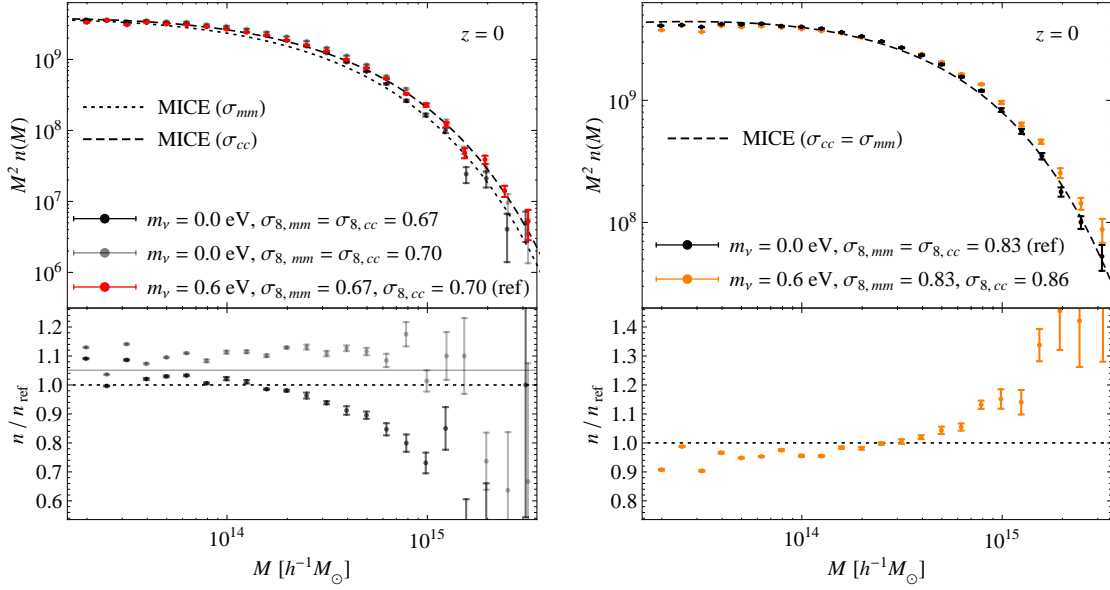 z = 0
10⁹
10⁸
10⁷
10⁶
M² n(M)
MICE (σ_mm)
MICE (σ_cc)
m_ν = 0.0 eV, σ_8,mm = σ_8,cc = 0.67
m_ν = 0.0 eV, σ_8,mm = σ_8,cc = 0.70
m_ν = 0.6 eV, σ_8,mm = 0.67, σ_8,cc = 0.70 (ref)
1.2
1.1
1.0
0.9
0.8
0.7
0.6
n / n_ref
10¹⁴
10¹⁵
M [h⁻¹M_⊙]
z = 0
10⁹
10⁸
M² n(M)
MICE (σ_cc = σ_mm)
m_ν = 0.0 eV, σ_8,mm = σ_8,cc = 0.83 (ref)
m_ν = 0.6 eV, σ_8,mm = 0.83, σ_8,cc = 0.86
1.4
1.3
1.2
1.1
1.0
0.9
0.8
n / n_ref
10¹⁴
10¹⁵
M [h⁻¹M_⊙]